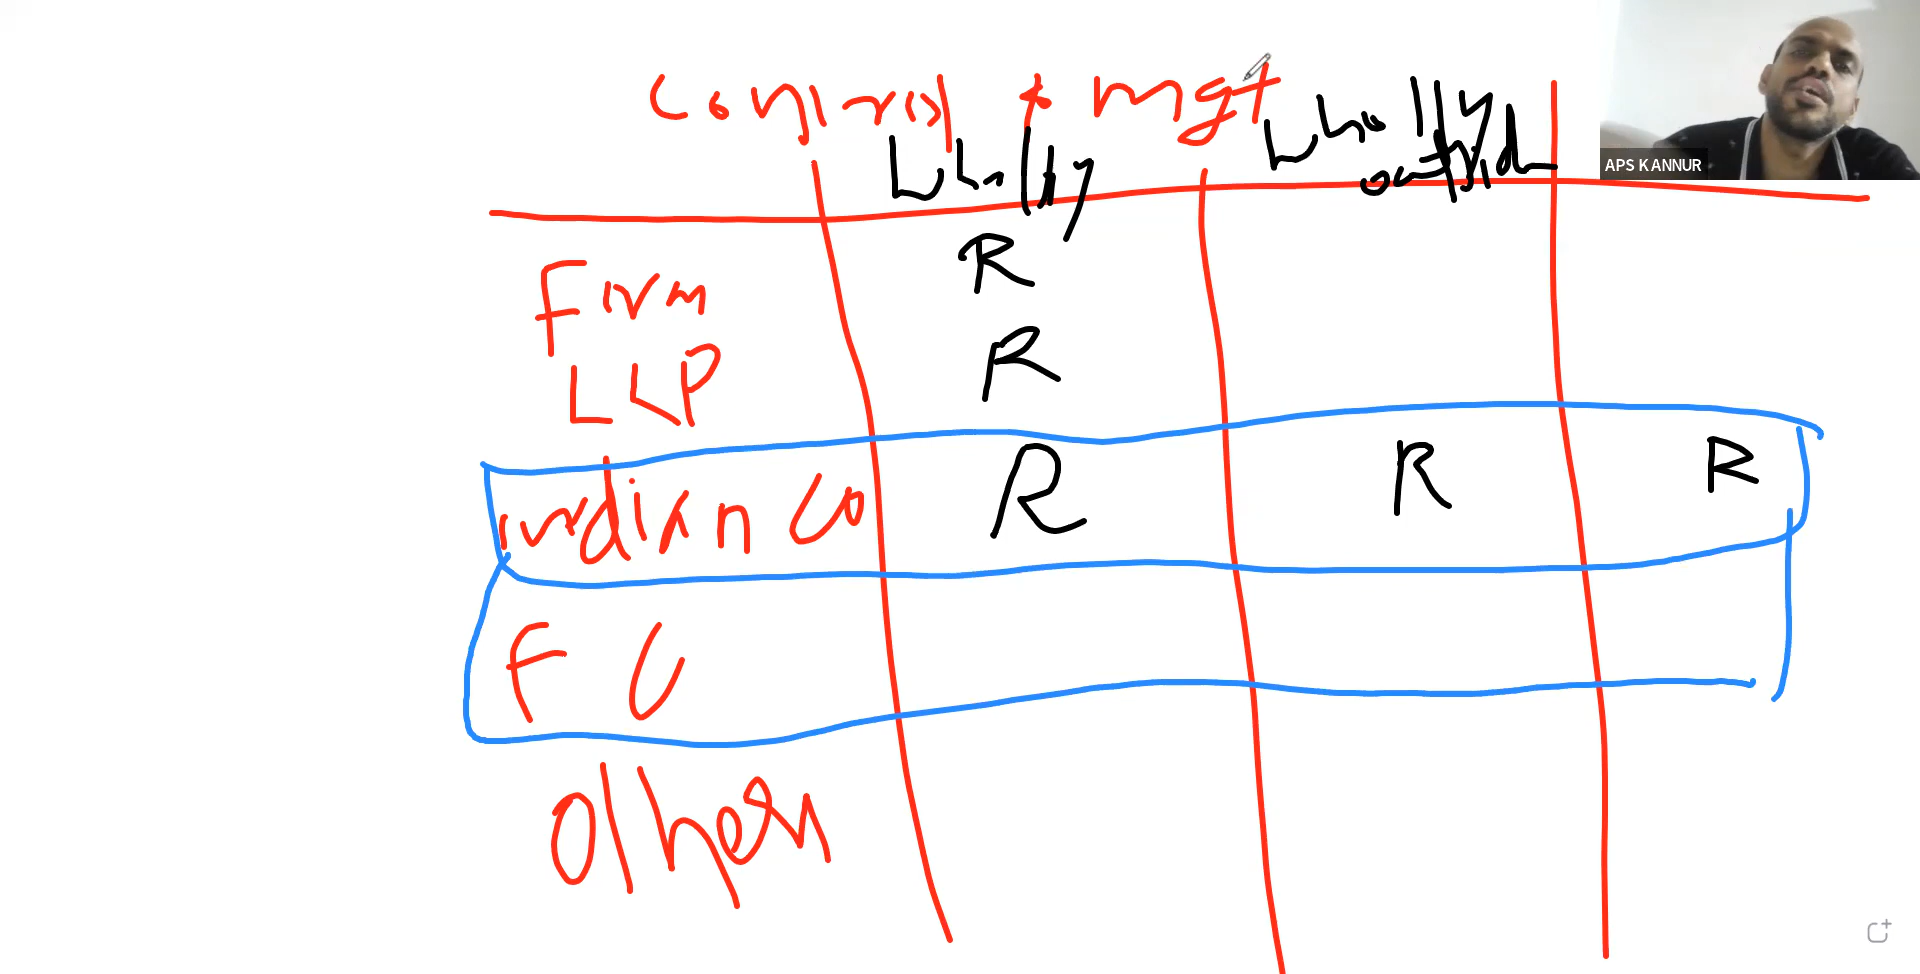 Control & mgt
Wholly Wholly outside
APS KANNUR
Firm R
LLP R
indian co R R R
F C
Others